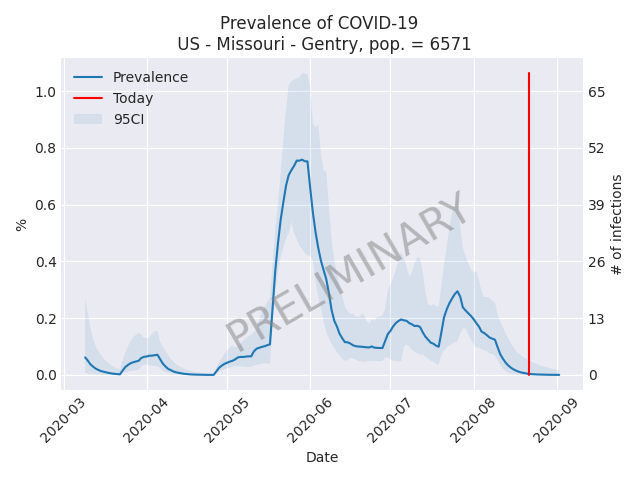 Prevalence of COVID-19
US - Missouri - Gentry, pop. = 6571
Prevalence
Today
95CI
PRELIMINARY
%
1.0
0.8
0.6
0.4
0.2
0.0
65
52
39
26
13
0
# of infections
2020-03
2020-04
2020-05
2020-06
2020-07
2020-08
2020-09
Date